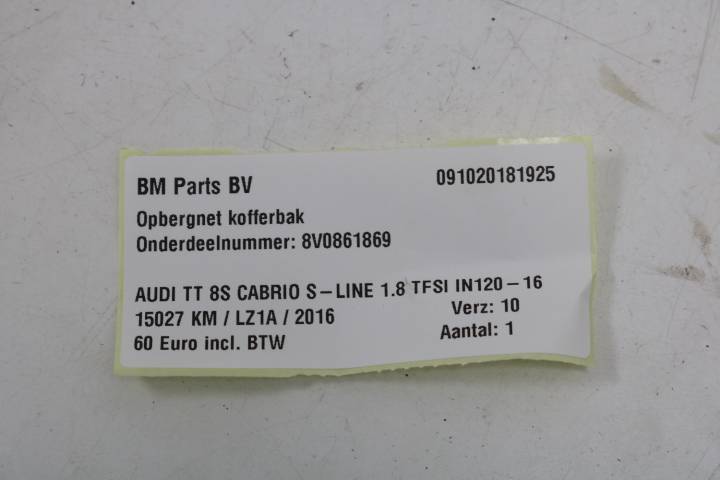 BM Parts BV 091020181925
Opbergnet kofferbak
Onderdeelnummer: 8V0861869
AUDI TT 8S CABRIO S-LINE 1.8 TFSI IN120-16
15027 KM / LZ1A / 2016 Verz: 10
60 Euro incl. BTW Aantal: 1